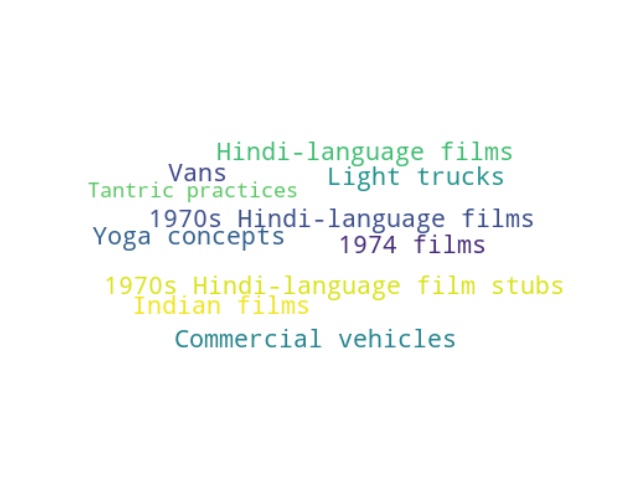 Hindi-language films
Vans
Light trucks
Tantric practices
1970s Hindi-language films
Yoga concepts
1974 films
1970s Hindi-language film stubs
Indian films
Commercial vehicles